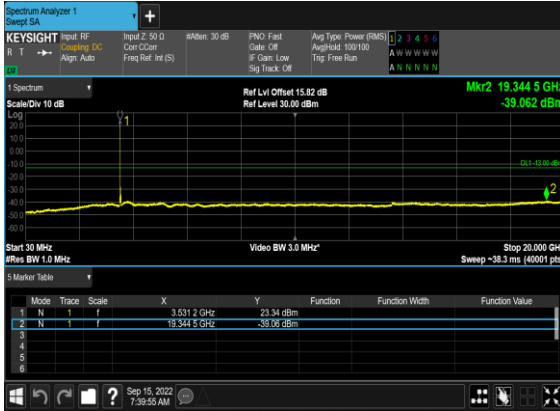 Spectrum Analyzer 1
Swept SA
KEYSIGHT Input: RF Input Z: 50 Ω #Atten: 30 dB PNO: Fast Avg Type: Power (RMS) 1 2 3 4 5 6
R T Coupling: DC Corr CCorr Gate: Off Avg|Hold: 100/100 A W W W W W
Align: Auto Freq Ref: Int (S) IF Gain: Low Trig: Free Run
Sig Track: Off A N N N N N
1 Spectrum Ref Lvl Offset 15.82 dB Mkr2 19.344 5 GHz
Scale/Div 10 dB Ref Level 30.00 dBm -39.062 dBm
Log
20.0
10.0
0.00
-10.0
DL1 -13.00 dBm
-20.0
-30.0
-40.0
-50.0
-60.0
1
2
Start 30 MHz Video BW 3.0 MHz* Stop 20.000 GHz
#Res BW 1.0 MHz Sweep ~38.3 ms (40001 pts)
5 Marker Table
Mode Trace Scale X Y Function Function Width Function Value
1 N 1 f 3.531 2 GHz 23.34 dBm
2 N 1 f 19.344 5 GHz -39.06 dBm
3
4
5
6
Sep 15, 2022
7:39:55 AM